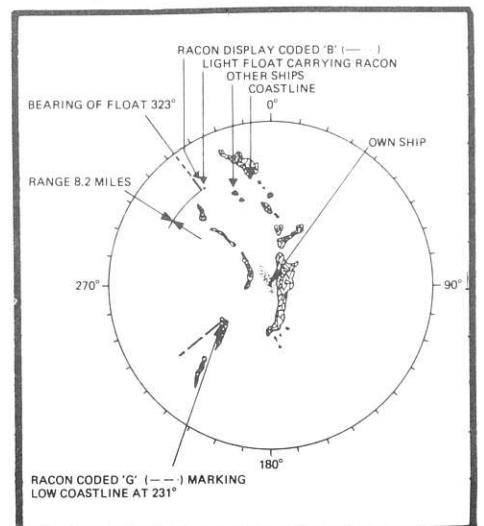 RACON DISPLAY CODED 'B' (—···)
LIGHT FLOAT CARRYING RACON
OTHER SHIPS
COASTLINE
BEARING OF FLOAT 323°
0°
OWN SHIP
RANGE 8.2 MILES
270°
90°
180°
RACON CODED 'G' (——·) MARKING
LOW COASTLINE AT 231°